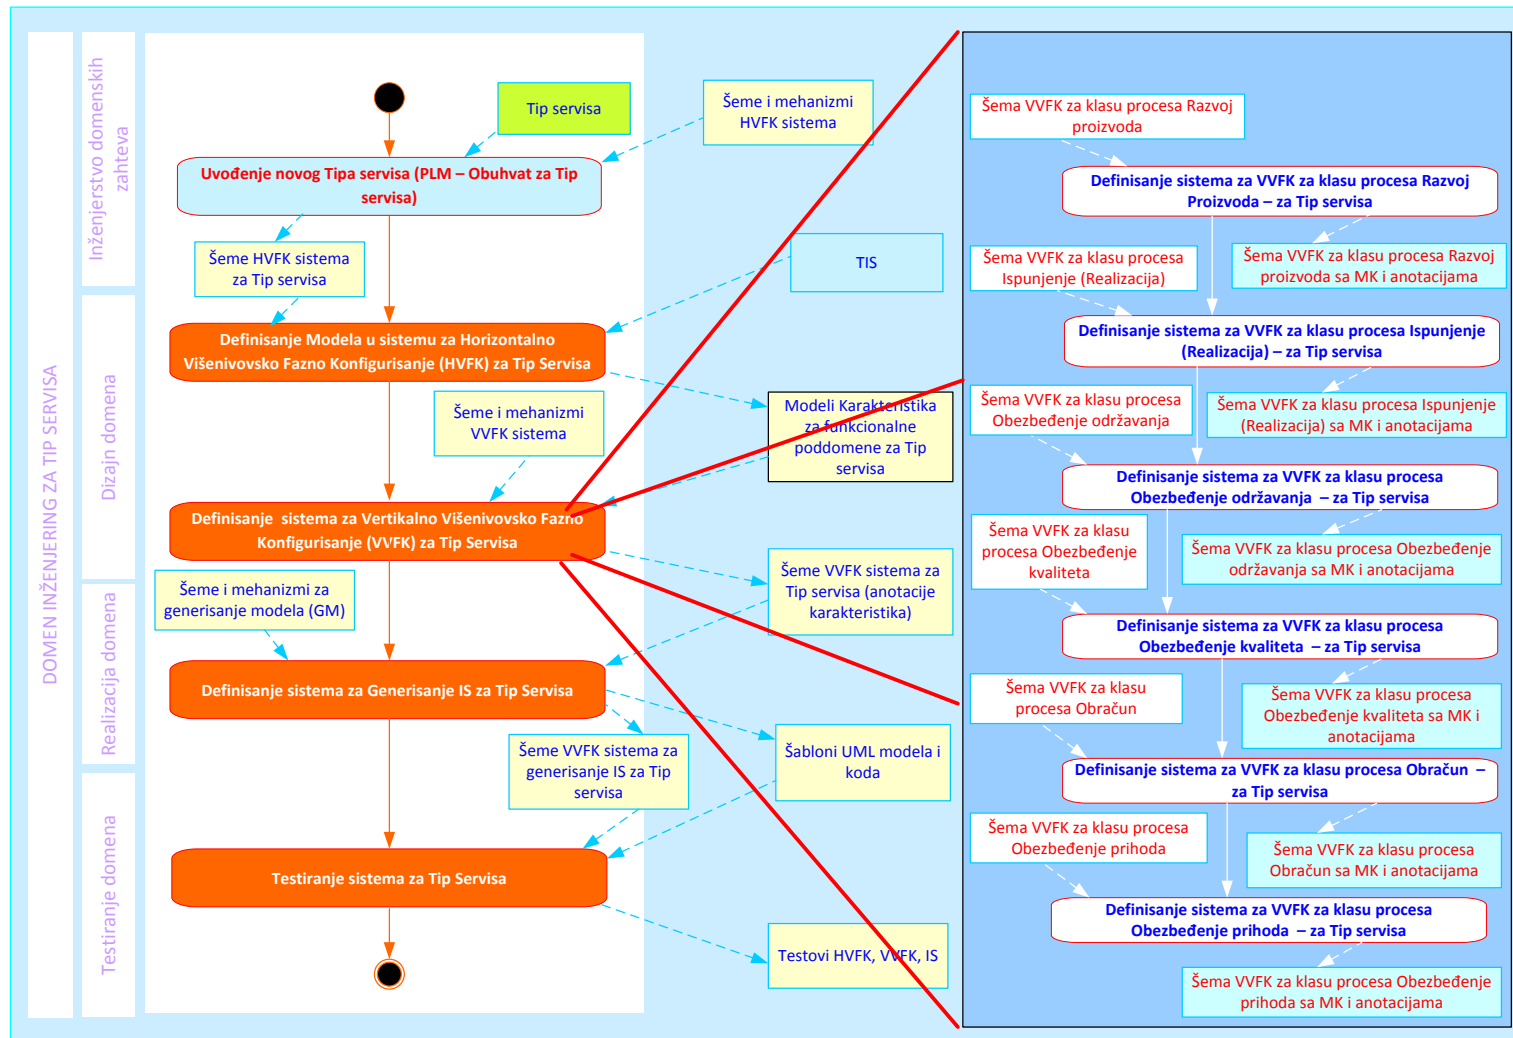 DOMEN INŽENJERING ZA TIP SERVISA
Inženjerstvo domenskih
zahteva
Dizajn domena
Realizacija domena
Testiranje domena
Tip servisa
Šeme i mehanizmi
HVFK sistema
Uvođenje novog Tipa servisa (PLM – Obuhvat za Tip
servisa)
Šeme HVFK sistema
za Tip servisa
TIS
Definisanje Modela u sistemu za Horizontalno
Višenivovsko Fazno Konfigurisanje (HVFK) za Tip Servisa
Šeme i mehanizmi
VVFK sistema
Modeli Karakteristika
za funkcionalne
poddomene za Tip
servisa
Definisanje  sistema za Vertikalno Višenivovsko Fazno
Konfigurisanje (VVFK) za Tip Servisa
Šeme i mehanizmi za
generisanje modela (GM)
Šeme VVFK sistema za
Tip servisa (anotacije
karakteristika)
Definisanje sistema za Generisanje IS za Tip Servisa
Šeme VVFK sistema za
generisanje IS za Tip
servisa
Šabloni UML modela i
koda
Testiranje sistema za Tip Servisa
Testovi HVFK, VVFK, IS
Šema VVFK za klasu procesa Razvoj
proizvoda
Definisanje sistema za VVFK za klasu procesa Razvoj
Proizvoda – za Tip servisa
Šema VVFK za klasu procesa
Ispunjenje (Realizacija)
Šema VVFK za klasu procesa Razvoj
proizvoda sa MK i anotacijama
Definisanje sistema za VVFK za klasu procesa Ispunjenje
(Realizacija) – za Tip servisa
Šema VVFK za klasu procesa
Obezbeđenje održavanja
Šema VVFK za klasu procesa Ispunjenje
(Realizacija) sa MK i anotacijama
Definisanje sistema za VVFK za klasu procesa
Obezbeđenje održavanja  – za Tip servisa
Šema VVFK za klasu
procesa Obezbeđenje
kvaliteta
Šema VVFK za klasu procesa Obezbeđenje
održavanja sa MK i anotacijama
Definisanje sistema za VVFK za klasu procesa
Obezbeđenje kvaliteta  – za Tip servisa
Šema VVFK za klasu
procesa Obračun
Šema VVFK za klasu procesa
Obezbeđenje kvaliteta sa MK i
anotacijama
Definisanje sistema za VVFK za klasu procesa Obračun  –
za Tip servisa
Šema VVFK za klasu procesa
Obezbeđenje prihoda
Šema VVFK za klasu procesa
Obračun sa MK i anotacijama
Definisanje sistema za VVFK za klasu procesa
Obezbeđenje prihoda  – za Tip servisa
Šema VVFK za klasu procesa Obezbeđenje
prihoda sa MK i anotacijama